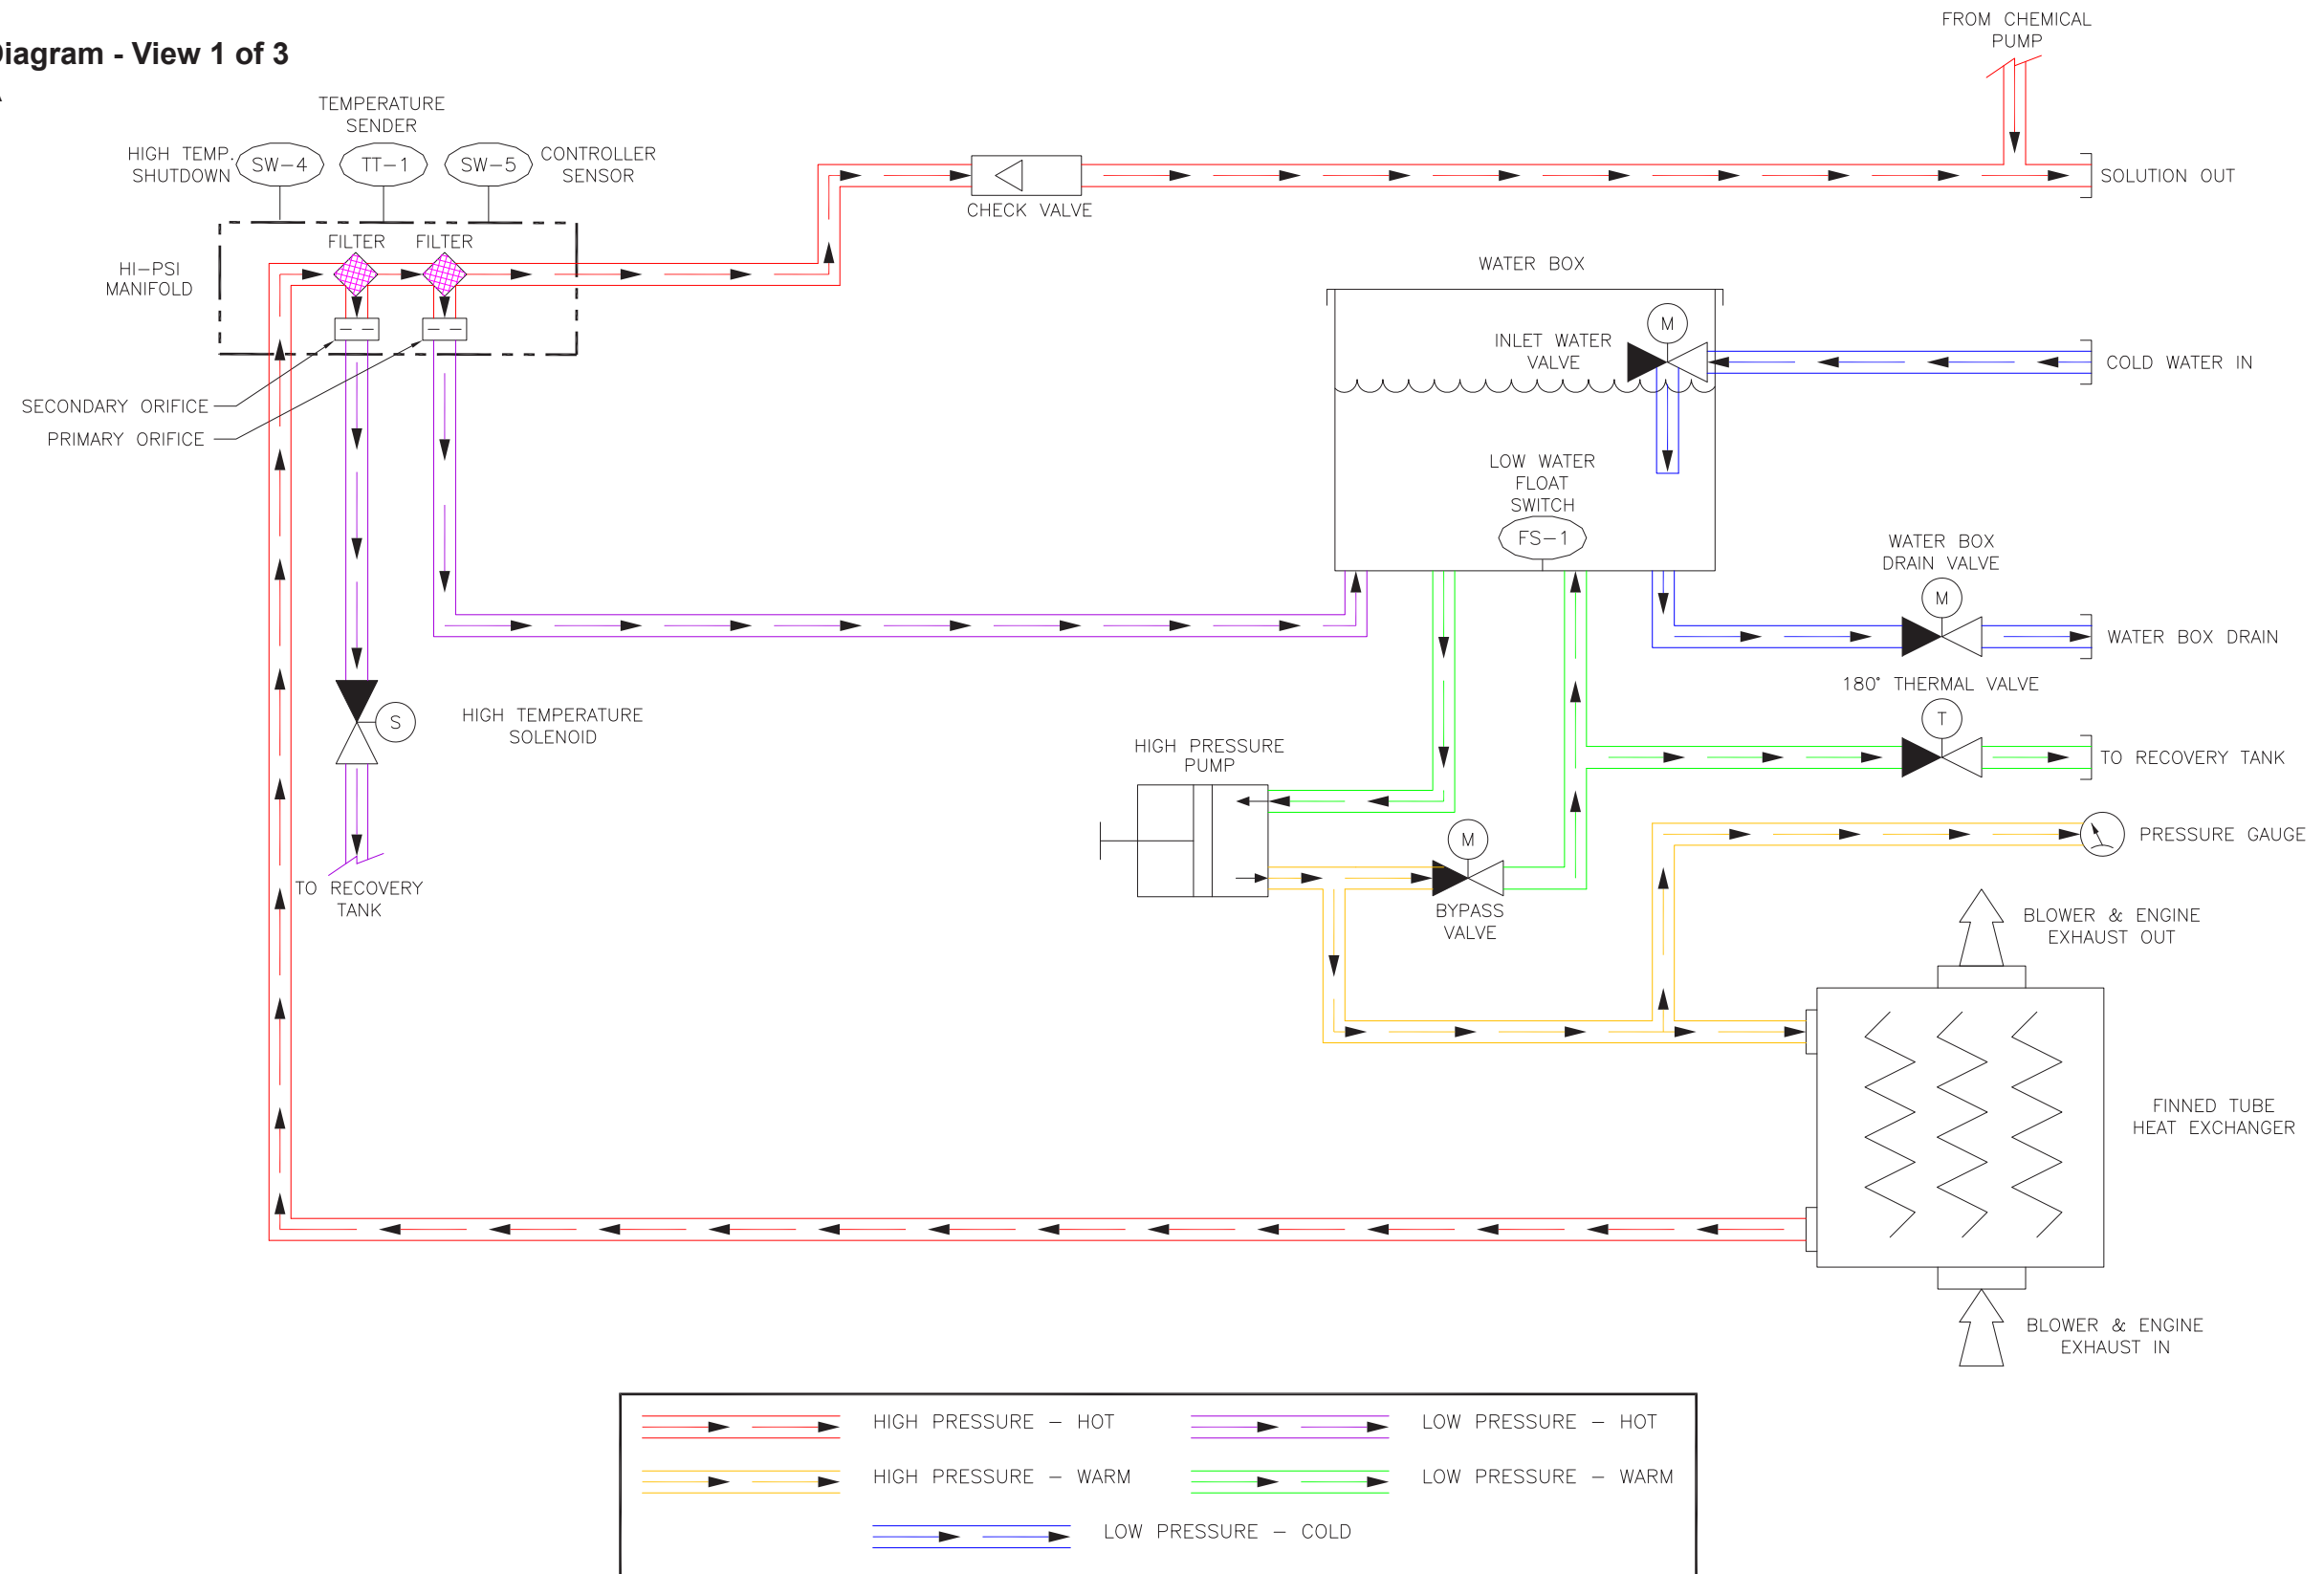 Diagram - View 1 of 3
FROM CHEMICAL
PUMP
TEMPERATURE
SENDER
HIGH TEMP.
SHUTDOWN
SW-4
TT-1
SW-5
CONTROLLER
SENSOR
SOLUTION OUT
CHECK VALVE
FILTER
FILTER
HI-PSI
MANIFOLD
WATER BOX
M
INLET WATER
VALVE
COLD WATER IN
SECONDARY ORIFICE
PRIMARY ORIFICE
LOW WATER
FLOAT
SWITCH
FS-1
WATER BOX
DRAIN VALVE
M
WATER BOX DRAIN
180° THERMAL VALVE
T
S
HIGH TEMPERATURE
SOLENOID
HIGH PRESSURE
PUMP
TO RECOVERY TANK
M
PRESSURE GAUGE
TO RECOVERY
TANK
BYPASS
VALVE
BLOWER & ENGINE
EXHAUST OUT
FINNED TUBE
HEAT EXCHANGER
BLOWER & ENGINE
EXHAUST IN
HIGH PRESSURE - HOT
LOW PRESSURE - HOT
HIGH PRESSURE - WARM
LOW PRESSURE - WARM
LOW PRESSURE - COLD